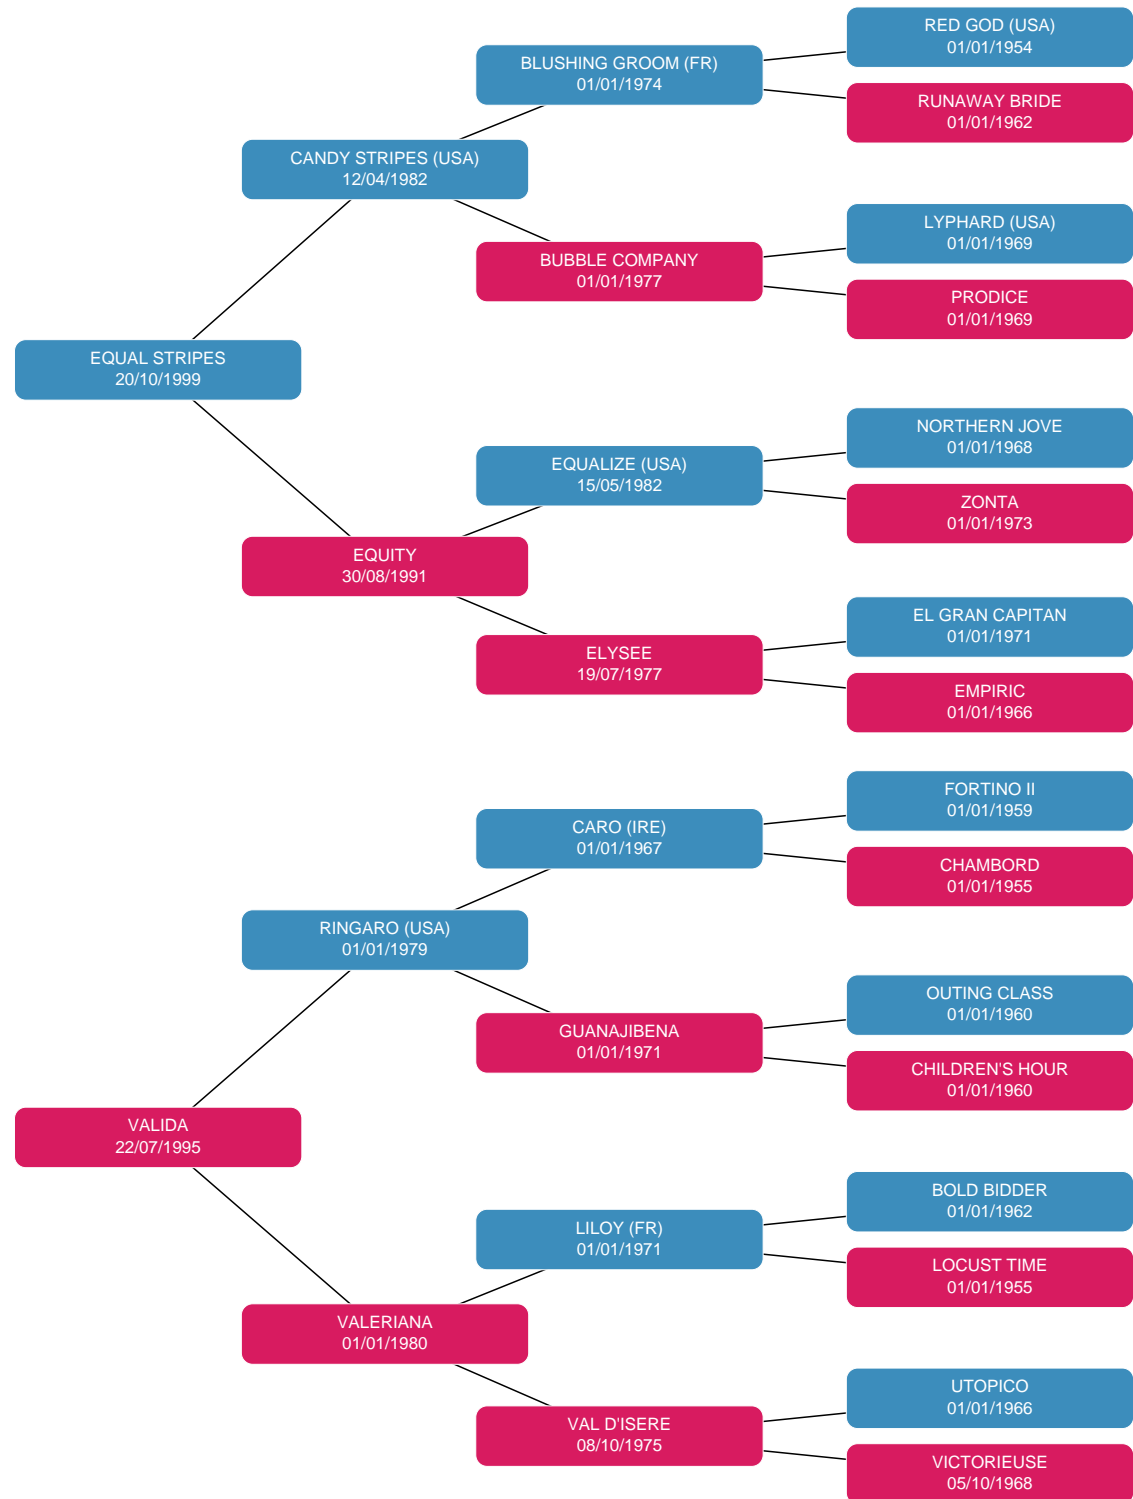 RED GOD (USA)
01/01/1954
BLUSHING GROOM (FR)
01/01/1974
RUNAWAY BRIDE
01/01/1962
CANDY STRIPES (USA)
12/04/1982
LYPHARD (USA)
01/01/1969
BUBBLE COMPANY
01/01/1977
PRODICE
01/01/1969
EQUAL STRIPES
20/10/1999
NORTHERN JOVE
01/01/1968
EQUALIZE (USA)
15/05/1982
ZONTA
01/01/1973
EQUITY
30/08/1991
EL GRAN CAPITAN
01/01/1971
ELYSEE
19/07/1977
EMPIRIC
01/01/1966
FORTINO II
01/01/1959
CARO (IRE)
01/01/1967
CHAMBORD
01/01/1955
RINGARO (USA)
01/01/1979
OUTING CLASS
01/01/1960
GUANAJIBENA
01/01/1971
CHILDREN'S HOUR
01/01/1960
VALIDA
22/07/1995
BOLD BIDDER
01/01/1962
LILOY (FR)
01/01/1971
LOCUST TIME
01/01/1955
VALERIANA
01/01/1980
UTOPICO
01/01/1966
VAL D'ISERE
08/10/1975
VICTORIEUSE
05/10/1968